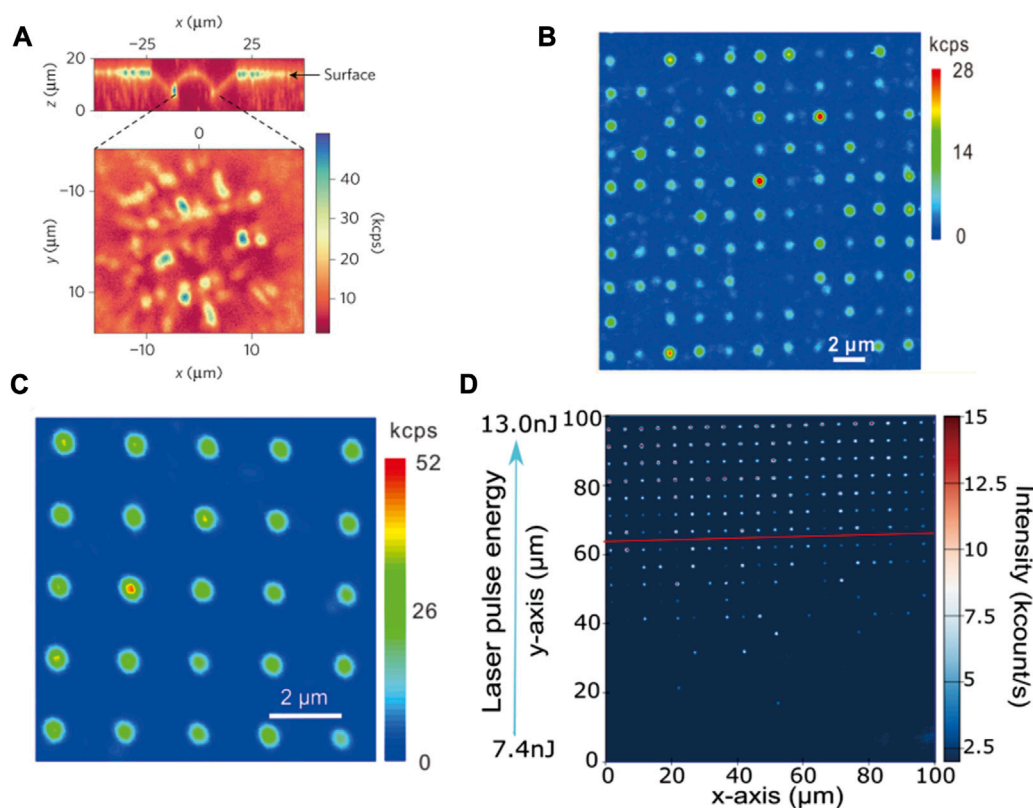 A
x (μm)
−25
25
20
z (μm)
0
Surface
0
−10
y (μm)
10
−10
10
x (μm)
40
30
20
10
(kcps)
B
kcps
28
14
0
2 μm
C
kcps
52
26
0
2 μm
D
13.0nJ
Laser pulse energy
7.4nJ
y-axis (μm)
100
80
60
40
20
0
0
20
40
60
80
100
x-axis (μm)
15
12.5
10
7.5
5
2.5
Intensity (kcount/s)